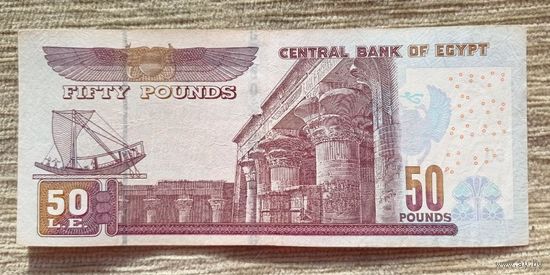 CENTRAL BANK OF EGYPT
FIFTY POUNDS
50
L.E.
50
POUNDS